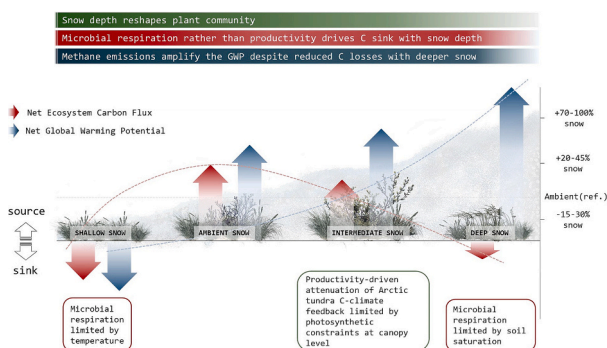 Snow depth reshapes plant community
Microbial respiration rather than productivity drives C sink with snow depth
Methane emissions amplify the GWP despite reduced C losses with deeper snow
Net Ecosystem Carbon Flux
Net Global Warming Potential
+70-100%
snow
+20-45%
snow
Ambient(ref.)
-15-30%
snow
source
sink
SHALLOW SNOW
AMBIENT SNOW
INTERMEDIATE SNOW
DEEP SNOW
Microbial
respiration
limited by
temperature
Productivity-driven
attenuation of Arctic
tundra C-climate
feedback limited by
photosynthetic
constraints at canopy
level
Microbial
respiration
limited by soil
saturation